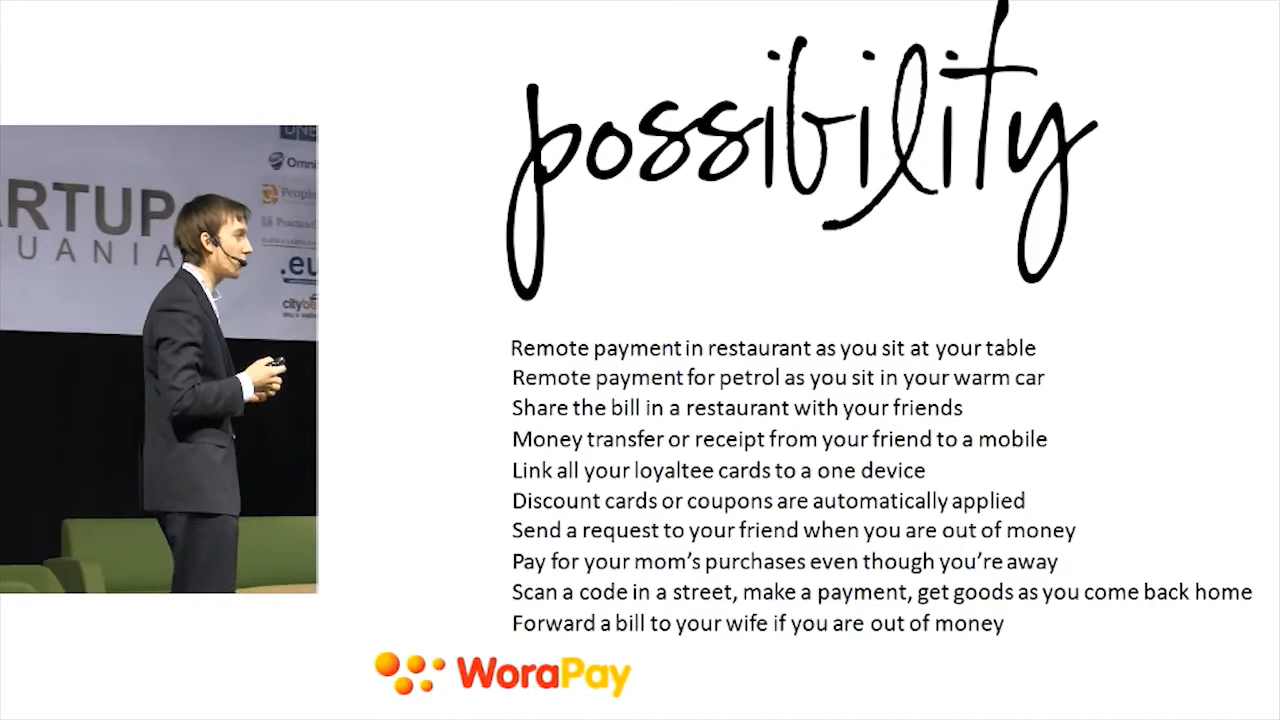 possibility
ARTUP
UANIA
Omni
People
.eu
Remote payment in restaurant as you sit at your table
Remote payment for petrol as you sit in your warm car
Share the bill in a restaurant with your friends
Money transfer or receipt from your friend to a mobile
Link all your loyaltee cards to a one device
Discount cards or coupons are automatically applied
Send a request to your friend when you are out of money
Pay for your mom's purchases even though you're away
Scan a code in a street, make a payment, get goods as you come back home
Forward a bill to your wife if you are out of money
WoraPay